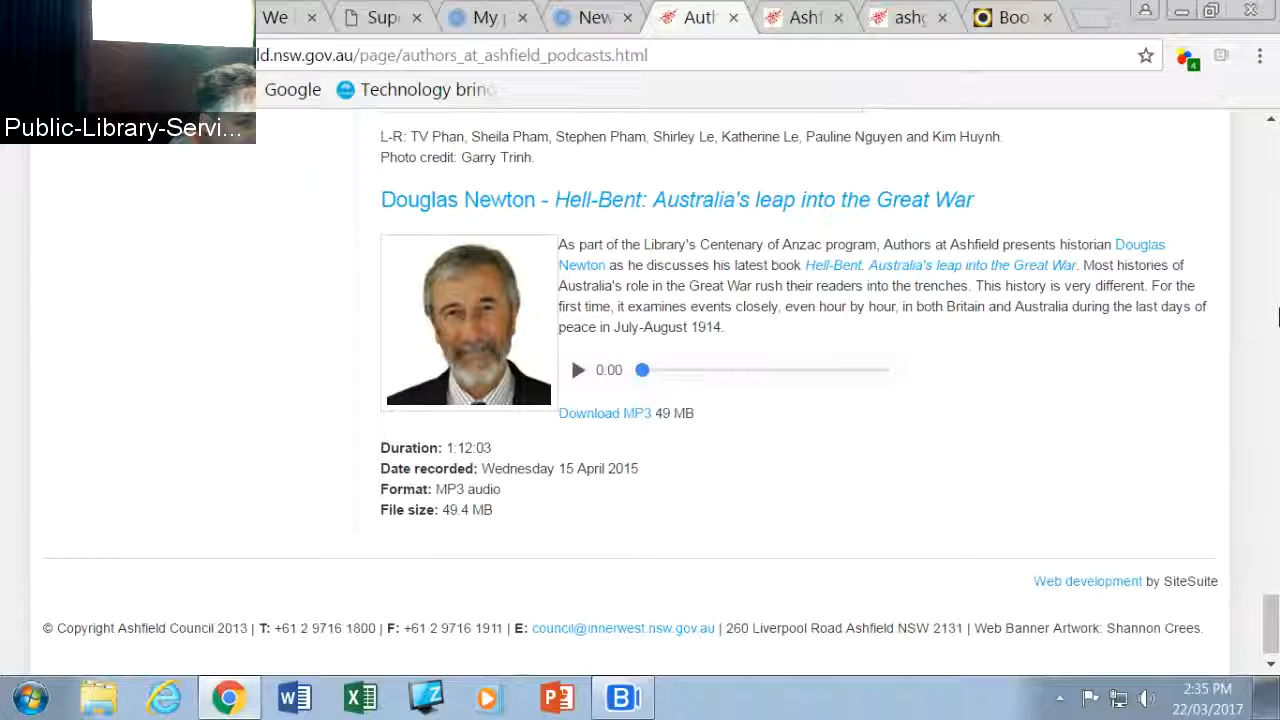 We
Sup
My
New
Auth
Ashf
ashg
Boo
ld.nsw.gov.au/page/authors_at_ashfield_podcasts.html
4
Google
Technology brin
Public-Library-Servi...
L-R: TV Phan, Sheila Pham, Stephen Pham, Shirley Le, Katherine Le, Pauline Nguyen and Kim Huynh.
Photo credit: Garry Trinh.
Douglas Newton - Hell-Bent: Australia's leap into the Great War
As part of the Library's Centenary of Anzac program, Authors at Ashfield presents historian Douglas
Newton as he discusses his latest book Hell-Bent. Australia's leap into the Great War. Most histories of
Australia's role in the Great War rush their readers into the trenches. This history is very different. For the
first time, it examines events closely, even hour by hour, in both Britain and Australia during the last days of
peace in July-August 1914.
0:00
Download MP3 49 MB
Duration: 1:12:03
Date recorded: Wednesday 15 April 2015
Format: MP3 audio
File size: 49.4 MB
Web development by SiteSuite
© Copyright Ashfield Council 2013 | T: +61 2 9716 1800 | F: +61 2 9716 1911 | E: council@innerwest.nsw.gov.au | 260 Liverpool Road Ashfield NSW 2131 | Web Banner Artwork: Shannon Crees.
2:35 PM
22/03/2017